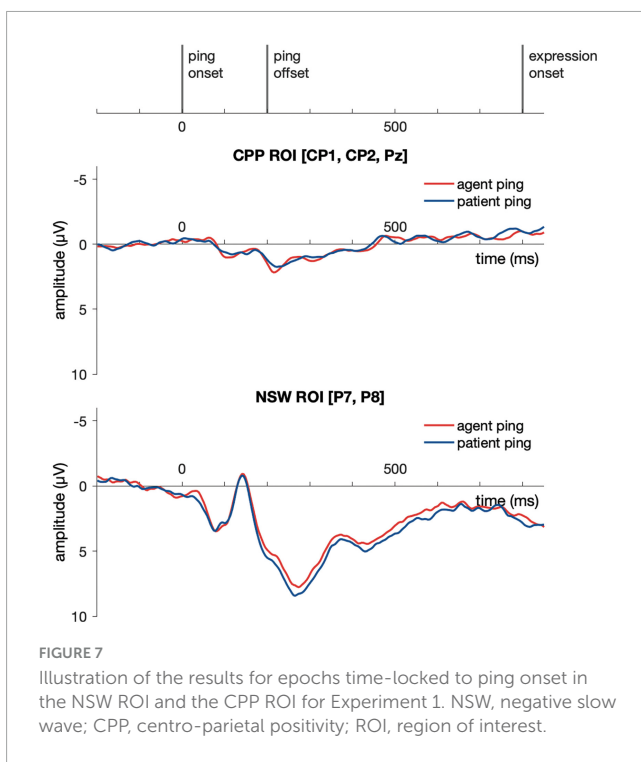 ping onset
ping offset
expression onset
0
500
CPP ROI [CP1, CP2, Pz]
-5
0
5
10
amplitude (µV)
agent ping
patient ping
0
500
time (ms)
NSW ROI [P7, P8]
-5
0
5
10
amplitude (µV)
agent ping
patient ping
0
500
time (ms)
FIGURE 7
Illustration of the results for epochs time-locked to ping onset in
the NSW ROI and the CPP ROI for Experiment 1. NSW, negative slow
wave; CPP, centro-parietal positivity; ROI, region of interest.